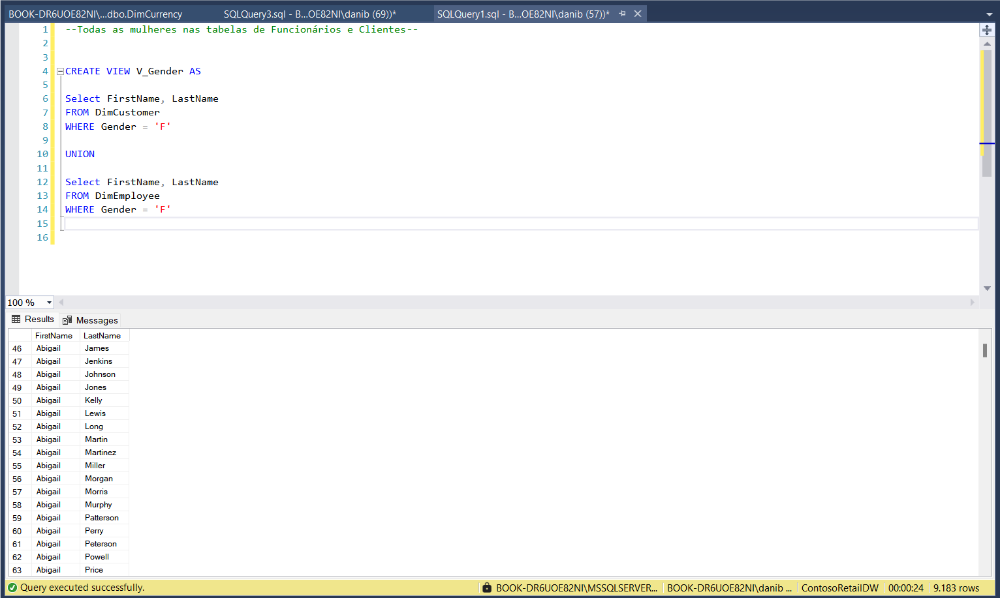 BOOK-DR6UOE82NI\...dbo.DimCurrency SQLQuery3.sql - B...OE82NI\danib (69))* SQLQuery1.sql - B...OE82NI\danib (57))*
1 --Todas as mulheres nas tabelas de Funcionários e Clientes--
2
3
4 CREATE VIEW V_Gender AS
5
6 Select FirstName, LastName
7 FROM DimCustomer
8 WHERE Gender = 'F'
9
10 UNION
11
12 Select FirstName, LastName
13 FROM DimEmployee
14 WHERE Gender = 'F'
15
16
100 %
Results Messages
FirstName LastName
46 Abigail James
47 Abigail Jenkins
48 Abigail Johnson
49 Abigail Jones
50 Abigail Kelly
51 Abigail Lewis
52 Abigail Long
53 Abigail Martin
54 Abigail Martinez
55 Abigail Miller
56 Abigail Morgan
57 Abigail Morris
58 Abigail Murphy
59 Abigail Patterson
60 Abigail Perry
61 Abigail Peterson
62 Abigail Powell
63 Abigail Price
Query executed successfully. BOOK-DR6UOE82NI\MSSQLSERVER... BOOK-DR6UOE82NI\danib ... ContosoRetailDW 00:00:24 9.183 rows